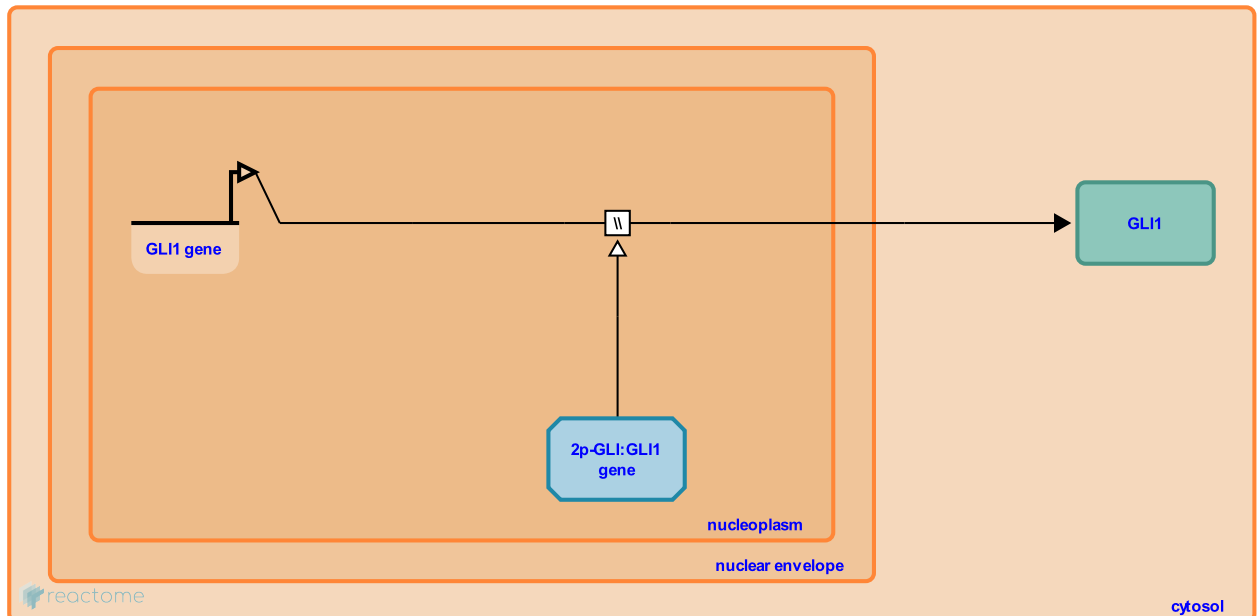 GLI1 gene
\\
GLI1
2p-GLI:GLI1
gene
nucleoplasm
nuclear envelope
reactome
cytosol